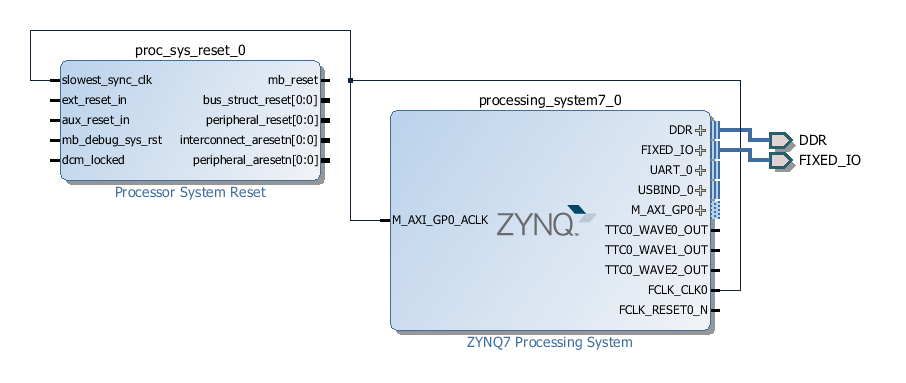 proc_sys_reset_0
slowest_sync_clk
mb_reset
ext_reset_in
bus_struct_reset[0:0]
aux_reset_in
peripheral_reset[0:0]
mb_debug_sys_rst
interconnect_aresetn[0:0]
dcm_locked
peripheral_aresetn[0:0]
Processor System Reset
processing_system7_0
DDR
FIXED_IO
UART_0
USBIND_0
M_AXI_GP0
M_AXI_GP0_ACLK
ZYNQ
TTC0_WAVE0_OUT
TTC0_WAVE1_OUT
TTC0_WAVE2_OUT
FCLK_CLK0
FCLK_RESET0_N
ZYNQ7 Processing System
DDR
FIXED_IO